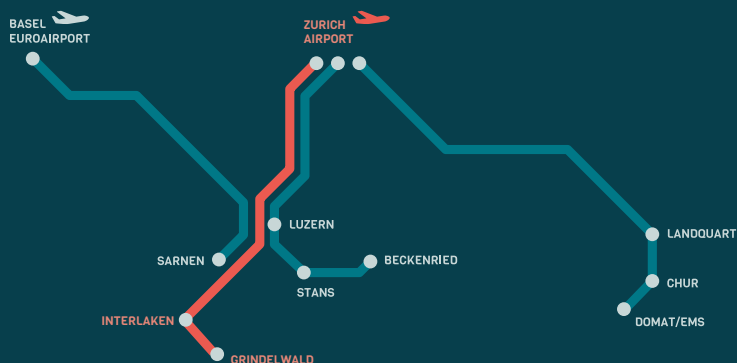 BASEL
EUROAIRPORT
ZURICH
AIRPORT
LUZERN
LANDQUART
SARNEN
BECKENRIED
CHUR
STANS
INTERLAKEN
DOMAT/EMS
GRINDELWALD